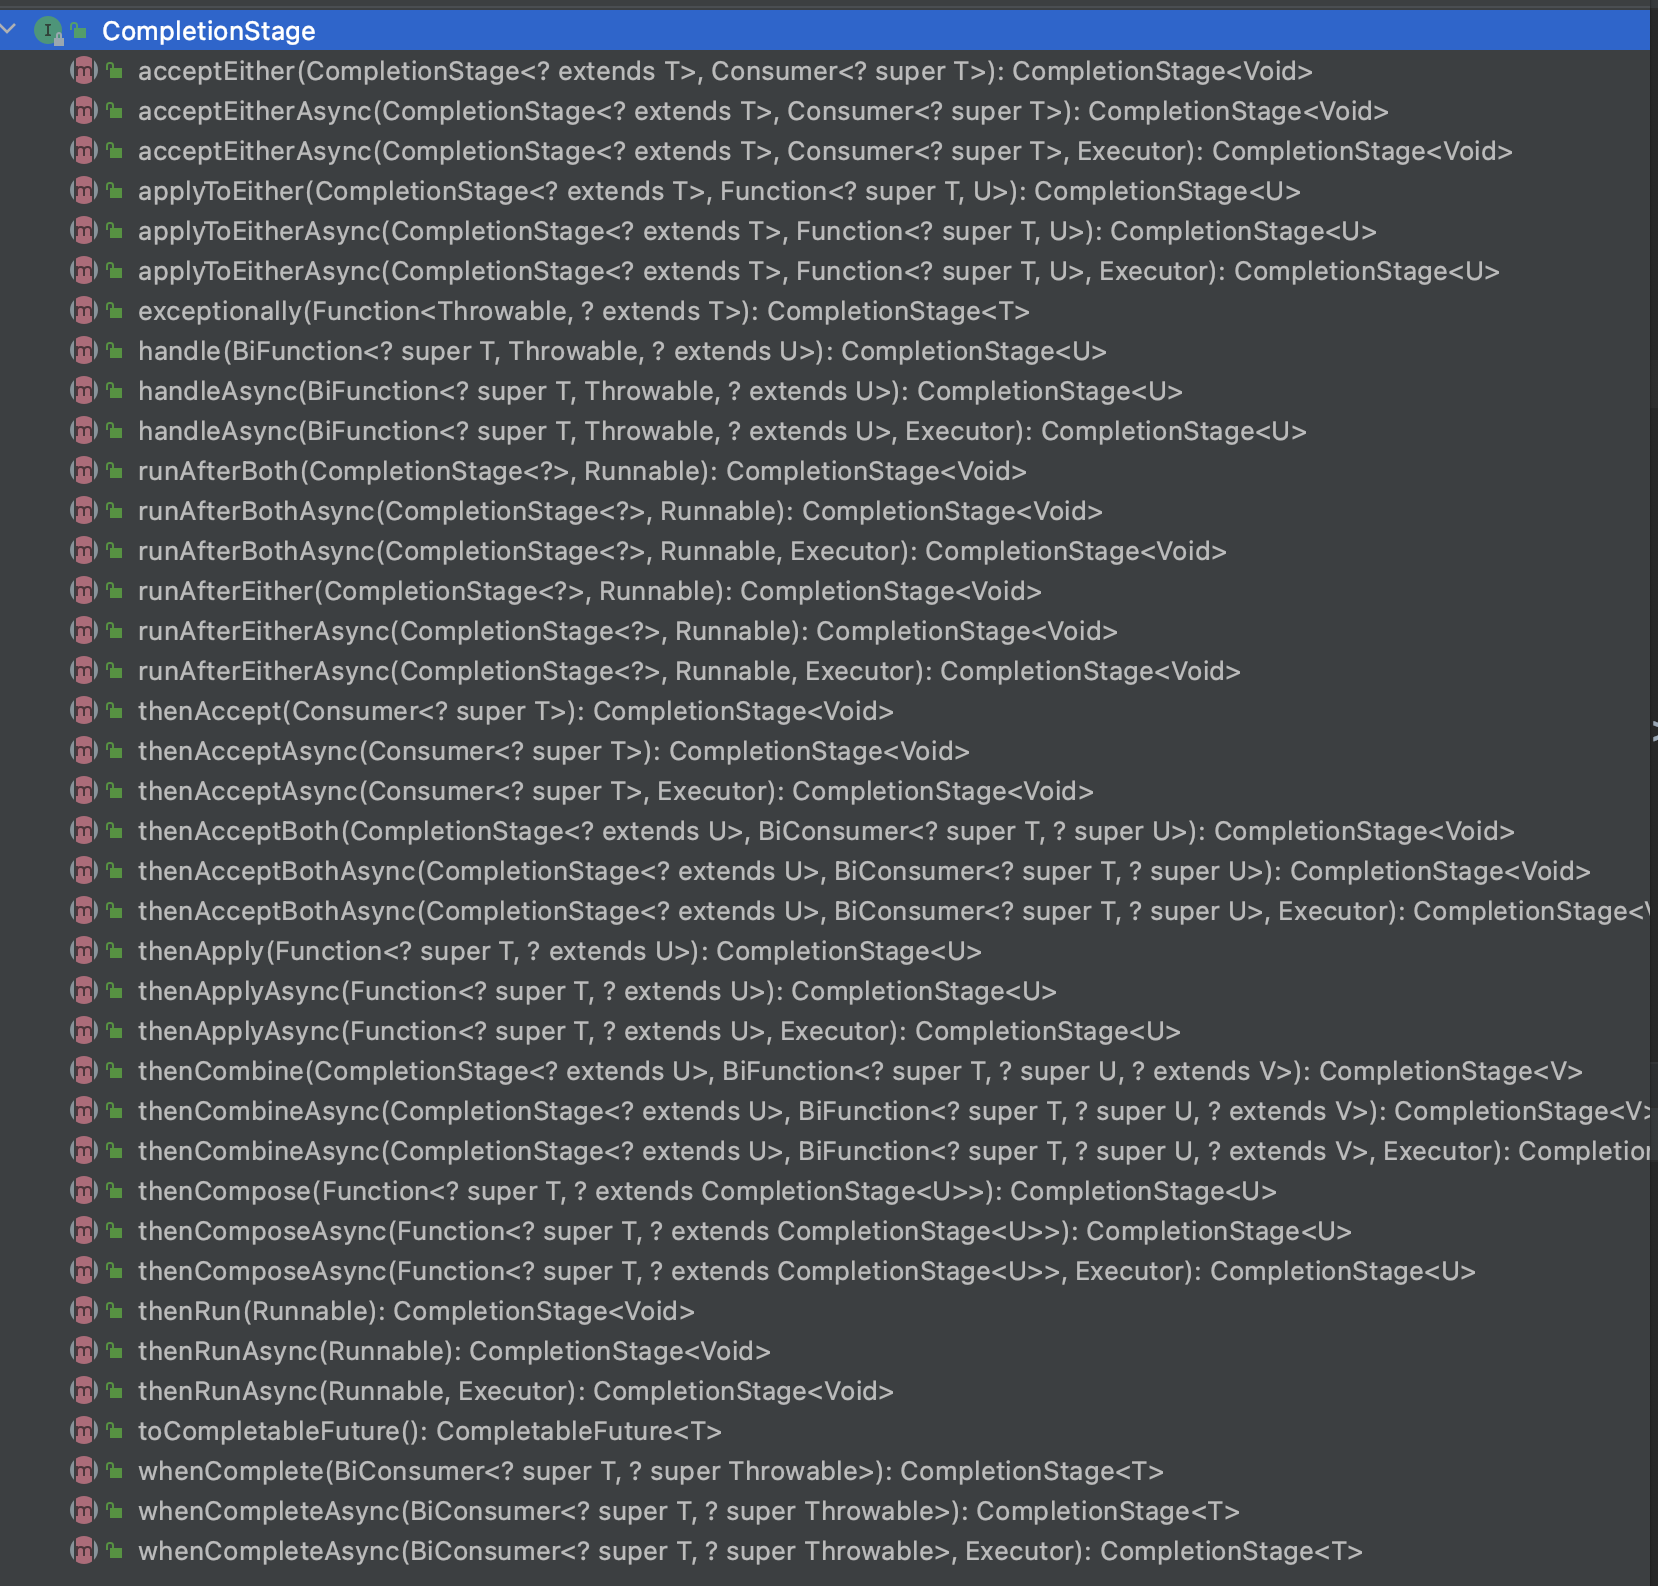 CompletionStage
acceptEither(CompletionStage<? extends T>, Consumer<? super T>): CompletionStage<Void>
acceptEitherAsync(CompletionStage<? extends T>, Consumer<? super T>): CompletionStage<Void>
acceptEitherAsync(CompletionStage<? extends T>, Consumer<? super T>, Executor): CompletionStage<Void>
applyToEither(CompletionStage<? extends T>, Function<? super T, U>): CompletionStage<U>
applyToEitherAsync(CompletionStage<? extends T>, Function<? super T, U>): CompletionStage<U>
applyToEitherAsync(CompletionStage<? extends T>, Function<? super T, U>, Executor): CompletionStage<U>
exceptionally(Function<Throwable, ? extends T>): CompletionStage<T>
handle(BiFunction<? super T, Throwable, ? extends U>): CompletionStage<U>
handleAsync(BiFunction<? super T, Throwable, ? extends U>): CompletionStage<U>
handleAsync(BiFunction<? super T, Throwable, ? extends U>, Executor): CompletionStage<U>
runAfterBoth(CompletionStage<?>, Runnable): CompletionStage<Void>
runAfterBothAsync(CompletionStage<?>, Runnable): CompletionStage<Void>
runAfterBothAsync(CompletionStage<?>, Runnable, Executor): CompletionStage<Void>
runAfterEither(CompletionStage<?>, Runnable): CompletionStage<Void>
runAfterEitherAsync(CompletionStage<?>, Runnable): CompletionStage<Void>
runAfterEitherAsync(CompletionStage<?>, Runnable, Executor): CompletionStage<Void>
thenAccept(Consumer<? super T>): CompletionStage<Void>
thenAcceptAsync(Consumer<? super T>): CompletionStage<Void>
thenAcceptAsync(Consumer<? super T>, Executor): CompletionStage<Void>
thenAcceptBoth(CompletionStage<? extends U>, BiConsumer<? super T, ? super U>): CompletionStage<Void>
thenAcceptBothAsync(CompletionStage<? extends U>, BiConsumer<? super T, ? super U>): CompletionStage<Void>
thenAcceptBothAsync(CompletionStage<? extends U>, BiConsumer<? super T, ? super U>, Executor): CompletionStage<
thenApply(Function<? super T, ? extends U>): CompletionStage<U>
thenApplyAsync(Function<? super T, ? extends U>): CompletionStage<U>
thenApplyAsync(Function<? super T, ? extends U>, Executor): CompletionStage<U>
thenCombine(CompletionStage<? extends U>, BiFunction<? super T, ? super U, ? extends V>): CompletionStage<V>
thenCombineAsync(CompletionStage<? extends U>, BiFunction<? super T, ? super U, ? extends V>): CompletionStage<V>
thenCombineAsync(CompletionStage<? extends U>, BiFunction<? super T, ? super U, ? extends V>, Executor): Completion
thenCompose(Function<? super T, ? extends CompletionStage<U>>): CompletionStage<U>
thenComposeAsync(Function<? super T, ? extends CompletionStage<U>>): CompletionStage<U>
thenComposeAsync(Function<? super T, ? extends CompletionStage<U>>, Executor): CompletionStage<U>
thenRun(Runnable): CompletionStage<Void>
thenRunAsync(Runnable): CompletionStage<Void>
thenRunAsync(Runnable, Executor): CompletionStage<Void>
toCompletableFuture(): CompletableFuture<T>
whenComplete(BiConsumer<? super T, ? super Throwable>): CompletionStage<T>
whenCompleteAsync(BiConsumer<? super T, ? super Throwable>): CompletionStage<T>
whenCompleteAsync(BiConsumer<? super T, ? super Throwable>, Executor): CompletionStage<T>